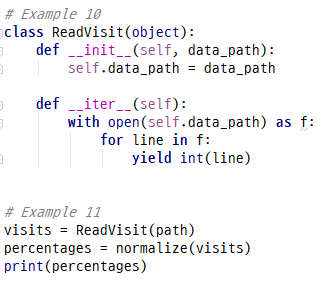 # Example 10
class ReadVisit(object):
    def __init__(self, data_path):
        self.data_path = data_path

    def __iter__(self):
        with open(self.data_path) as f:
            for line in f:
                yield int(line)


# Example 11
visits = ReadVisit(path)
percentages = normalize(visits)
print(percentages)